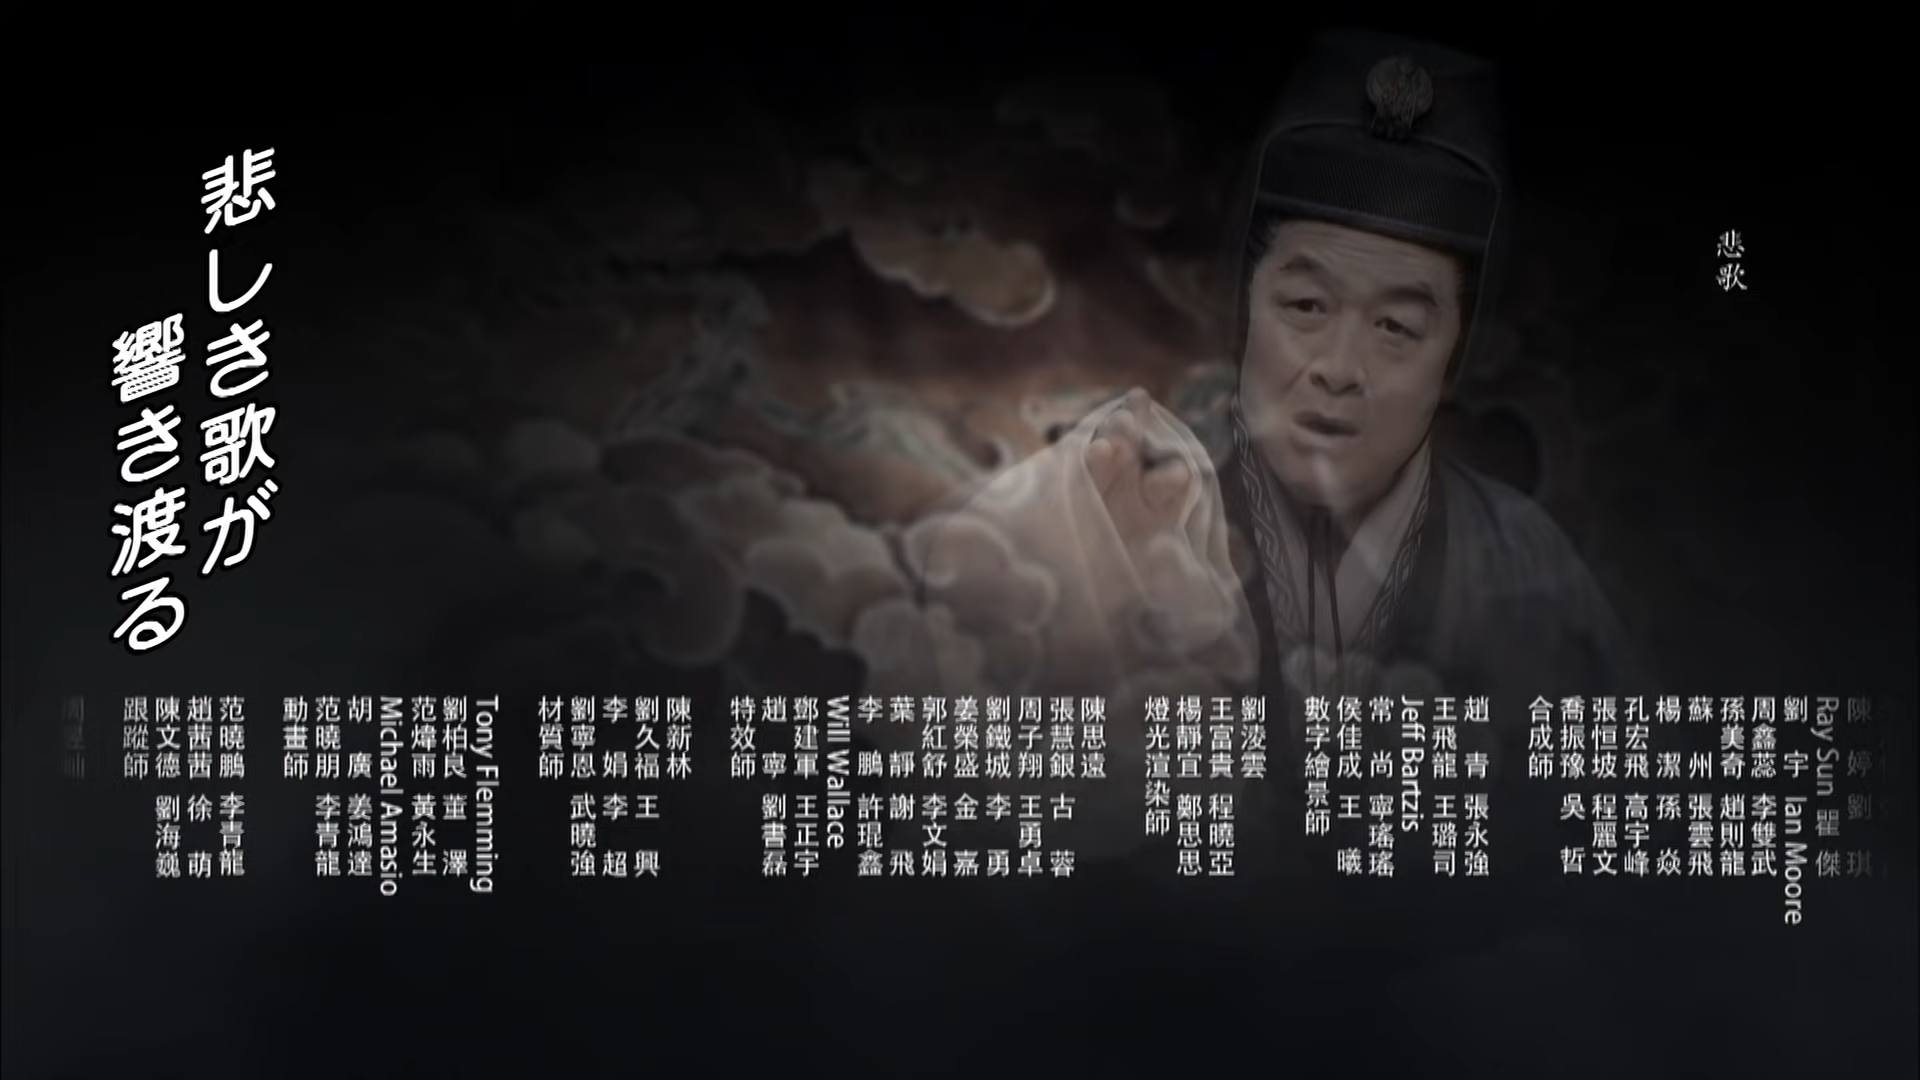 悲しき歌が
響き渡る
悲歌
跟蹤師
陳文德 劉海巍
趙茜茜 徐 萌
范曉鵬 李青龍
動畫師
范曉朋 李青龍
胡 廣 姜鴻達
Michael Amasio
范煒雨 黃永生
劉柏良 董 澤
Tony Flemming
材質師
劉寧恩 武曉強
李 娟 李 超
劉久福 王 興
陳新林
特效師
趙 寧 劉書磊
鄧建軍 王正宇
Will Wallace
李 鵬 許琨鑫
葉 靜 謝 飛
郭紅舒 李文娟
姜榮盛 金 嘉
劉鐵城 李 勇
周子翔 王勇卓
張慧銀 古 蓉
陳思遠
燈光渲染師
楊靜宜 鄭思思
王富貴 程曉亞
劉淩雲
數字繪景師
侯佳成 王 曦
常 尚 寧瑤瑤
Jeff Bartzis
王飛龍 王璐司
趙 青 張永強
合成師
喬振豫 吳 哲
張恒坡 程麗文
孔宏飛 高宇峰
楊 潔 孫 焱
蘇 州 張雲飛
孫美奇 趙則龍
周鑫蕊 李雙武
劉 宇 Ian Moore
Ray Sun 瞿 傑
陳 婷 劉 琪